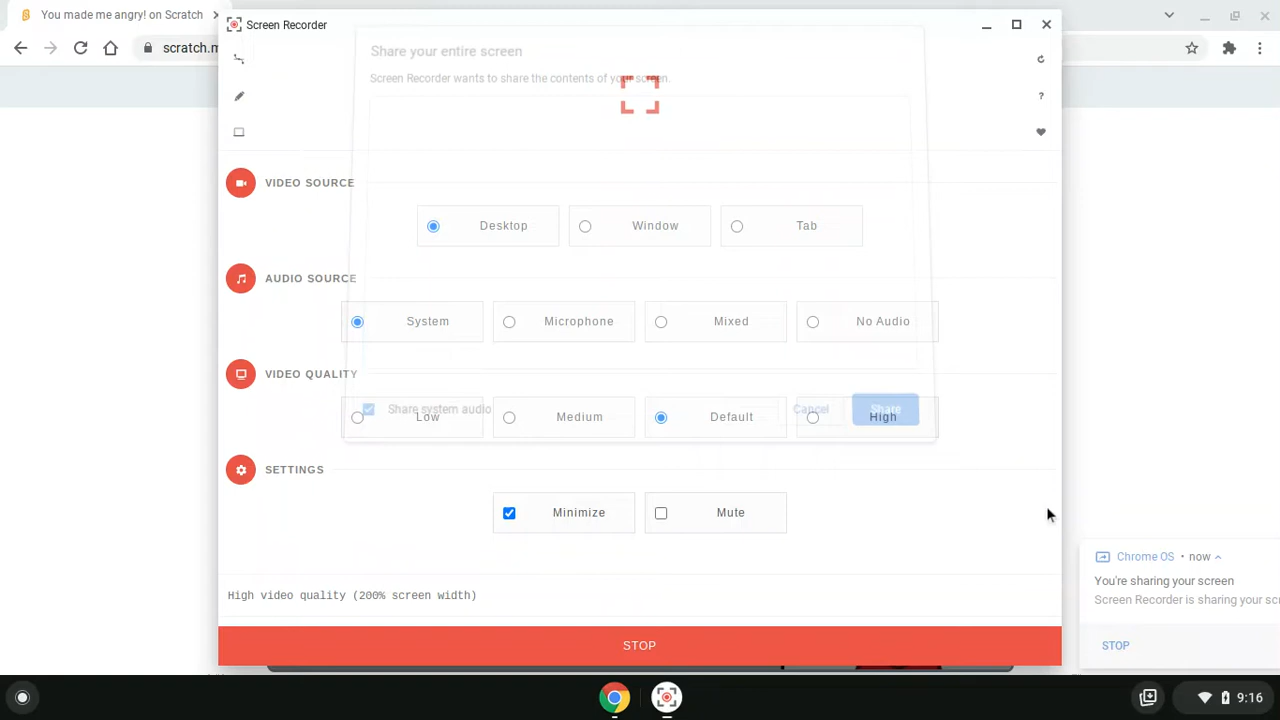 You made me angry! on Scratch
Screen Recorder
scratch.m
Share your entire screen
Screen Recorder wants to share the contents of your screen.
VIDEO SOURCE
Desktop
Window
Tab
AUDIO SOURCE
System
Microphone
Mixed
No Audio
VIDEO QUALITY
Share system audio
Cancel
Share
Low
Medium
Default
High
SETTINGS
Minimize
Mute
Chrome OS • now
You're sharing your screen
Screen Recorder is sharing your scr
STOP
High video quality (200% screen width)
STOP
9:16